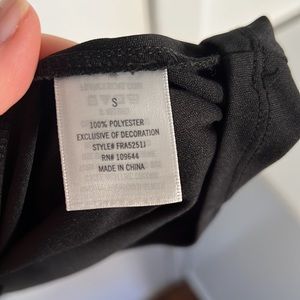 S
100% POLYESTER
EXCLUSIVE OF DECORATION
STYLE# FRA5251J
RN# 109644
MADE IN CHINA